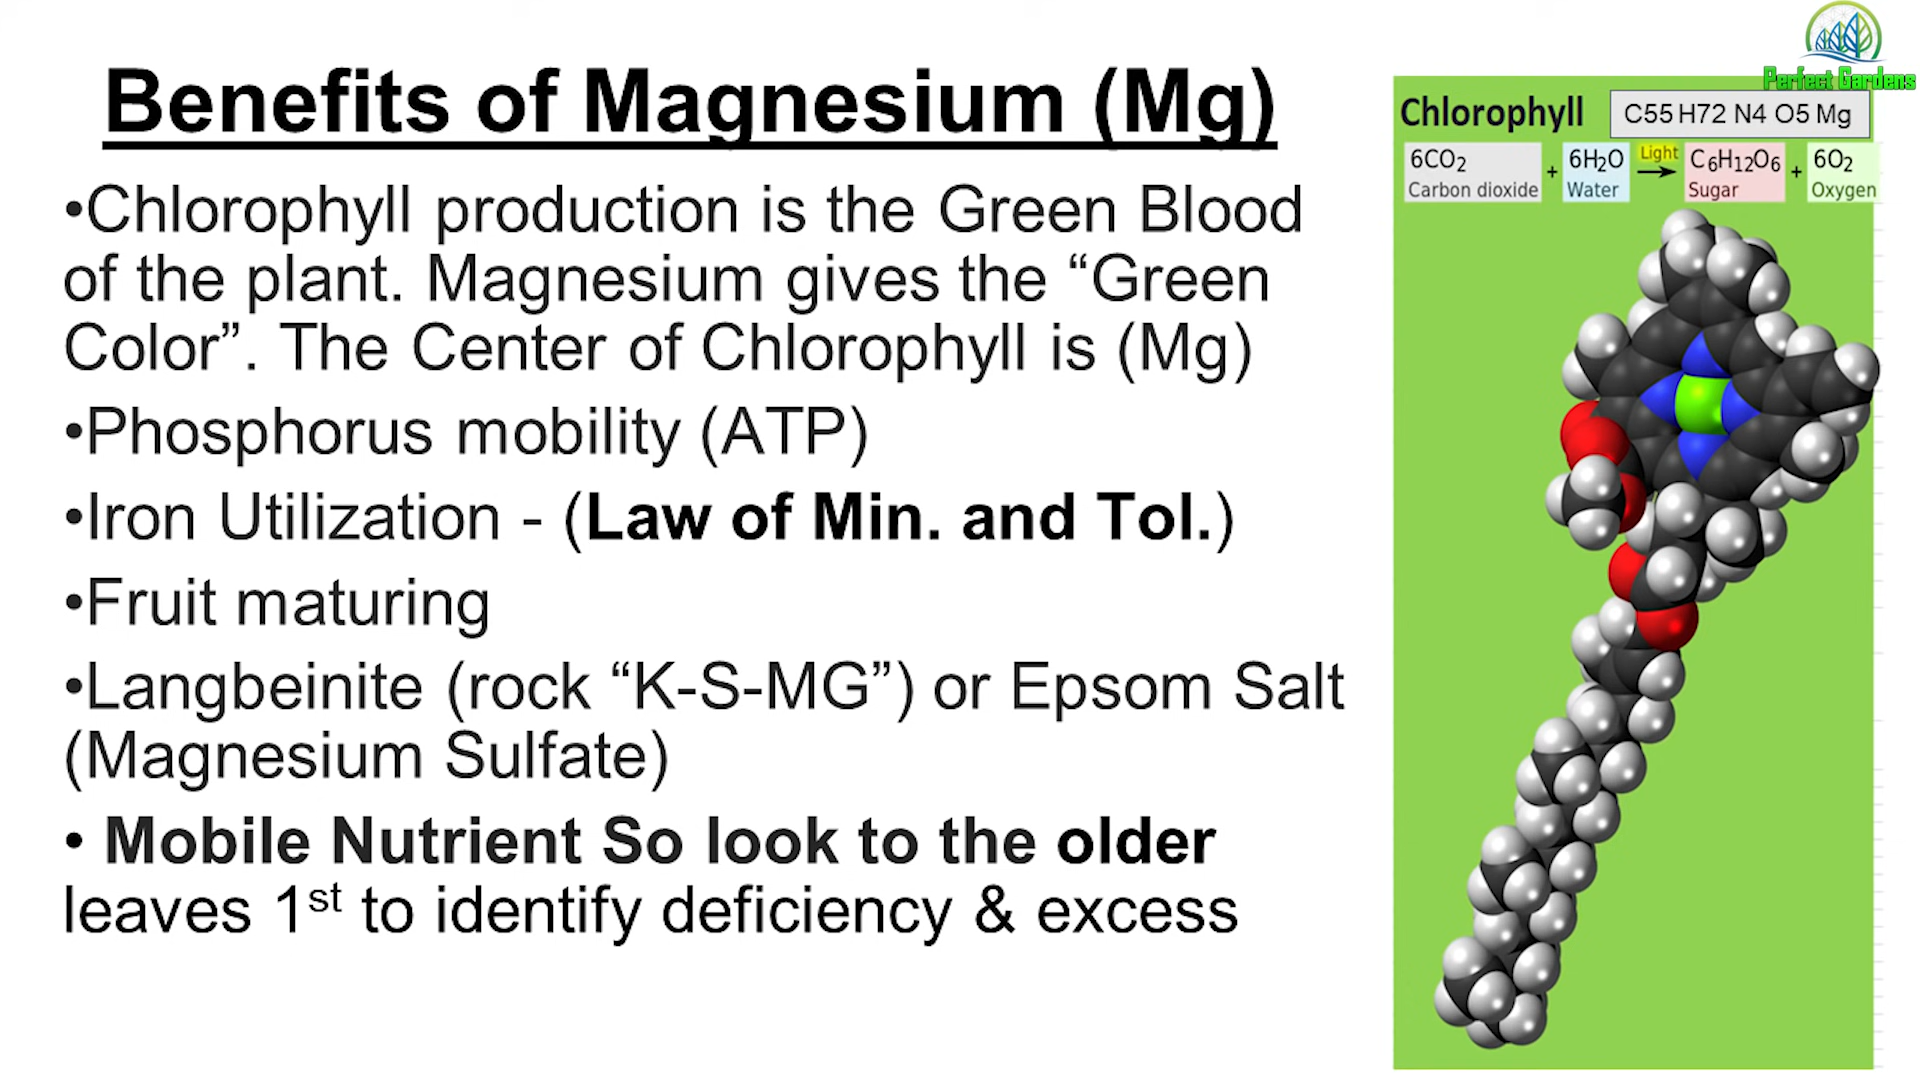 Perfect Gardens
Benefits of Magnesium (Mg)
•Chlorophyll production is the Green Blood
of the plant. Magnesium gives the “Green
Color”. The Center of Chlorophyll is (Mg)
•Phosphorus mobility (ATP)
•Iron Utilization - (Law of Min. and Tol.)
•Fruit maturing
•Langbeinite (rock “K-S-MG”) or Epsom Salt
(Magnesium Sulfate)
• Mobile Nutrient So look to the older
leaves 1st to identify deficiency & excess
Chlorophyll C55 H72 N4 O5 Mg
6CO₂ + 6H₂O Light → C₆H₁₂O₆ + 6O₂
Carbon dioxide Water Sugar Oxygen